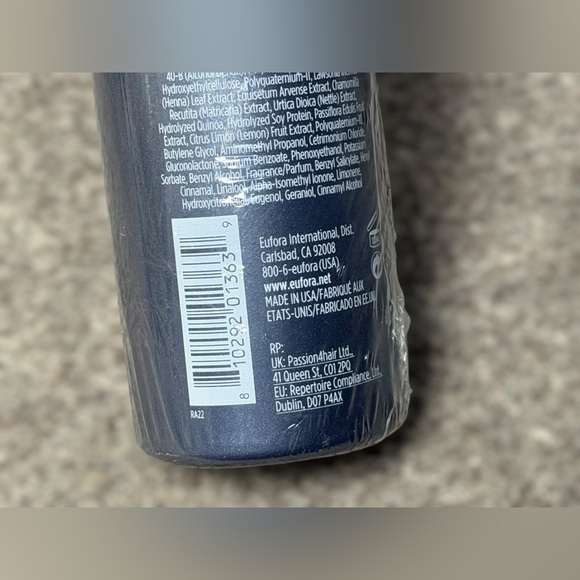 40-B (Alcohol
Hydroxyethylcellulose, Polyquaternium-11, Lawsonia
(Henna) Leaf Extract, Equisetum Arvense Extract, Chamomilla
Recutita (Matricaria) Extract, Urtica Dioica (Nettle) Extract,
Hydrolyzed Quinoa, Hydrolyzed Soy Protein, Passiflora Edulis Fruit
Extract, Citrus Limon (Lemon) Fruit Extract,
Butylene Glycol, Aminomethyl Propanol, Cetrimonium Chloride,
Gluconolactone, Sodium Benzoate, Phenoxyethanol, Potassium
Sorbate, Benzyl Alcohol, Fragrance/Parfum, Benzyl Salicylate, Hexyl
Cinnamal, Linalool, Alpha-Isomethyl Ionone, Limonene,
Hydroxycitronellal, Eugenol, Geraniol, Cinnamyl Alcohol
8 10292 01363 9
RA22
Eufora International, Dist.
Carlsbad, CA 92008
800-6-eufora (USA)
www.eufora.net
MADE IN USA/FABRIQUÉ AUX
ETATS-UNIS/FABRICADO EN EE.UU.
RP:
UK: Passion4hair Ltd.,
41 Queen St, CO1 2PQ
EU: Repertoire Compliance, Ltd.
Dublin, D07 P4AX